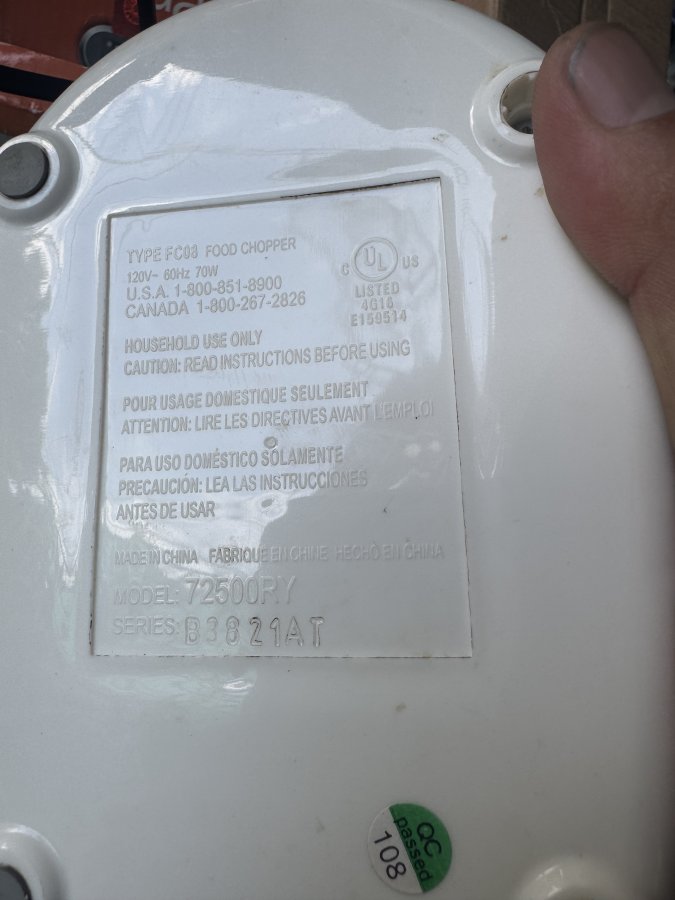 TYPE FC08 FOOD CHOPPER
120V~ 60Hz 70W
U.S.A. 1-800-851-8900
CANADA 1-800-267-2826
C UL US
LISTED
4G16
E159514
HOUSEHOLD USE ONLY
CAUTION: READ INSTRUCTIONS BEFORE USING
POUR USAGE DOMESTIQUE SEULEMENT
ATTENTION: LIRE LES DIRECTIVES AVANT L'EMPLOI
PARA USO DOMÉSTICO SOLAMENTE
PRECAUCIÓN: LEA LAS INSTRUCCIONES
ANTES DE USAR
MADE IN CHINA FABRIQUE EN CHINE HECHO EN CHINA
MODEL: 72500RY
SERIES: B3821AT
QC
passed
108